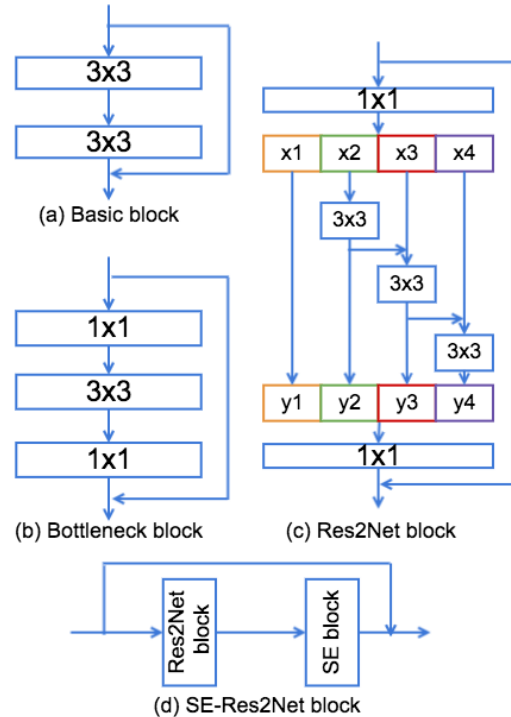 3x3
3x3
(a) Basic block
1x1
3x3
1x1
(b) Bottleneck block
1x1
x1 x2 x3 x4
3x3
3x3
3x3
y1 y2 y3 y4
1x1
(c) Res2Net block
Res2Net
block
SE block
(d) SE-Res2Net block